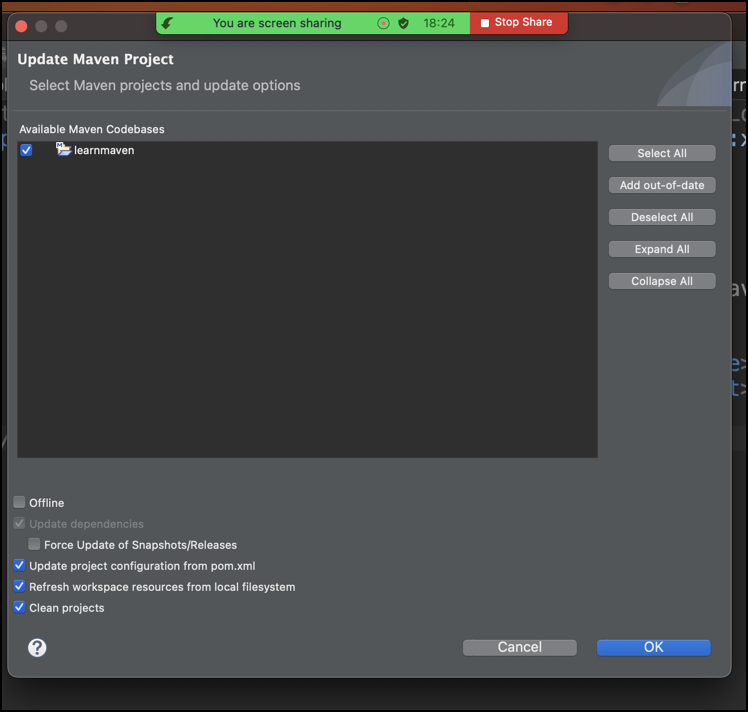 You are screen sharing 18:24 Stop Share
Update Maven Project
Select Maven projects and update options
Available Maven Codebases
learnmaven
Select All
Add out-of-date
Deselect All
Expand All
Collapse All
Offline
Update dependencies
Force Update of Snapshots/Releases
Update project configuration from pom.xml
Refresh workspace resources from local filesystem
Clean projects
?
Cancel OK